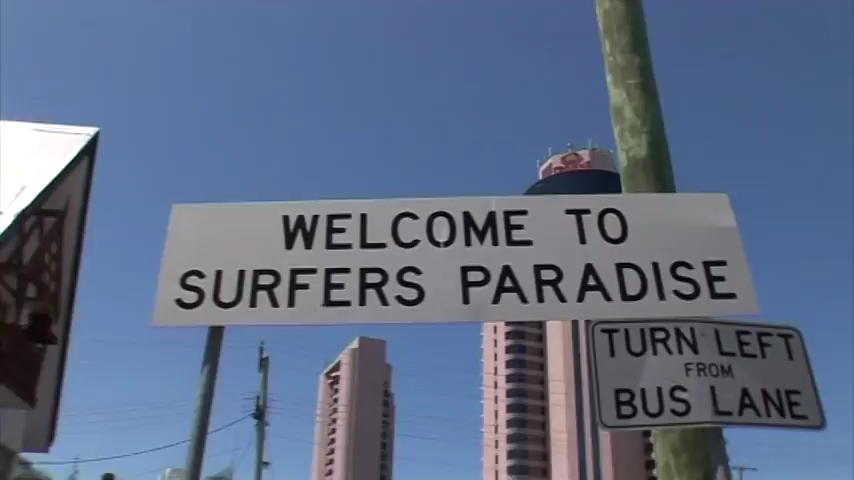 WELCOME TO
SURFERS PARADISE
TURN LEFT
FROM
BUS LANE